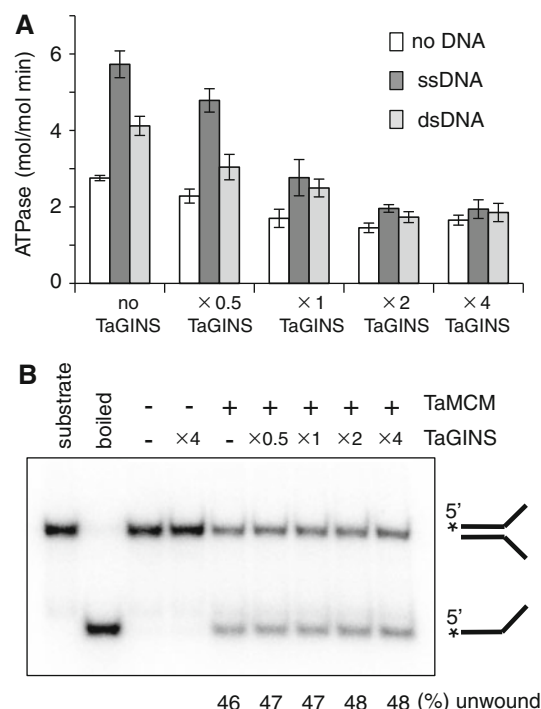 A
ATPase (mol/mol min)
6
4
2
0
no DNA
ssDNA
dsDNA
no TaGINS
×0.5 TaGINS
×1 TaGINS
×2 TaGINS
×4 TaGINS
B
substrate
boiled
- - + + + + + TaMCM
- ×4 - ×0.5 ×1 ×2 ×4 TaGINS
5'
*
5'
*
46 47 47 48 48 (%) unwound